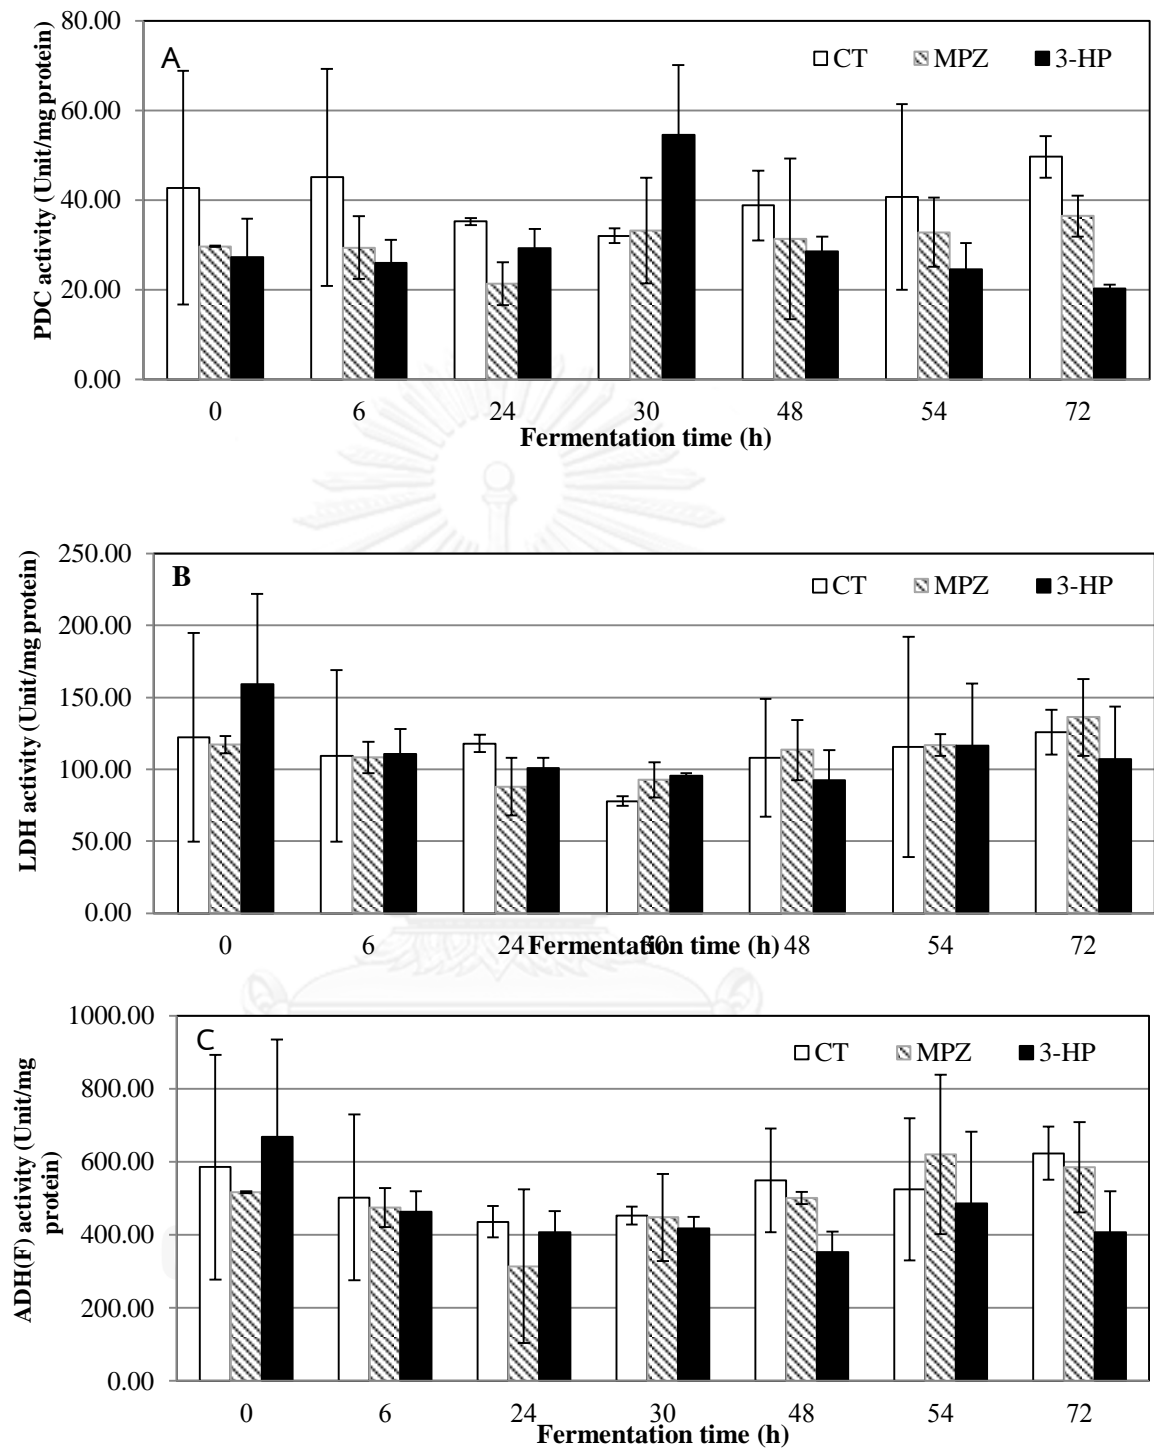 80.00
A
CT MPZ 3-HP
60.00
40.00
20.00
0.00
PDC activity (Unit/mg protein)
0 6 24 30 48 54 72
Fermentation time (h)
250.00
B
CT MPZ 3-HP
200.00
150.00
100.00
50.00
0.00
LDH activity (Unit/mg protein)
0 6 24 30 48 54 72
Fermentation time (h)
1000.00
C
CT MPZ 3-HP
800.00
600.00
400.00
200.00
0.00
ADH(F) activity (Unit/mg
protein)
0 6 24 30 48 54 72
Fermentation time (h)